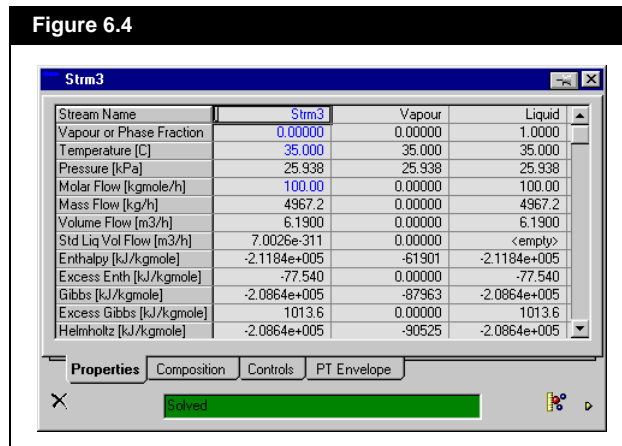 Figure 6.4
Strm3
Stream Name Strm3 Vapour Liquid
Vapour or Phase Fraction 0.00000 0.00000 1.0000
Temperature [C] 35.000 35.000 35.000
Pressure [kPa] 25.938 25.938 25.938
Molar Flow [kgmole/h] 100.00 0.00000 100.00
Mass Flow [kg/h] 4967.2 0.00000 4967.2
Volume Flow [m3/h] 6.1900 0.00000 6.1900
Std Liq Vol Flow [m3/h] 7.0026e-311 0.00000 <empty>
Enthalpy [kJ/kgmole] -2.1184e+005 -61901 -2.1184e+005
Excess Enth [kJ/kgmole] -77.540 0.00000 -77.540
Gibbs [kJ/kgmole] -2.0864e+005 -87963 -2.0864e+005
Excess Gibbs [kJ/kgmole] 1013.6 0.00000 1013.6
Helmholtz [kJ/kgmole] -2.0864e+005 -90525 -2.0864e+005
Properties Composition Controls PT Envelope
Solved